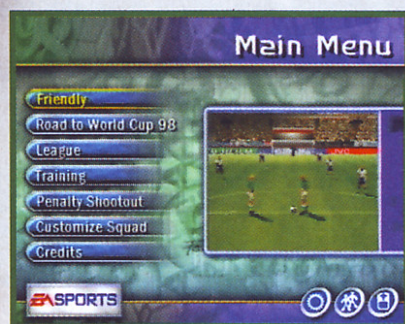 Main Menu
Friendly
Road to World Cup 98
League
Training
Penalty Shootout
Customize Squad
Credits
EA SPORTS